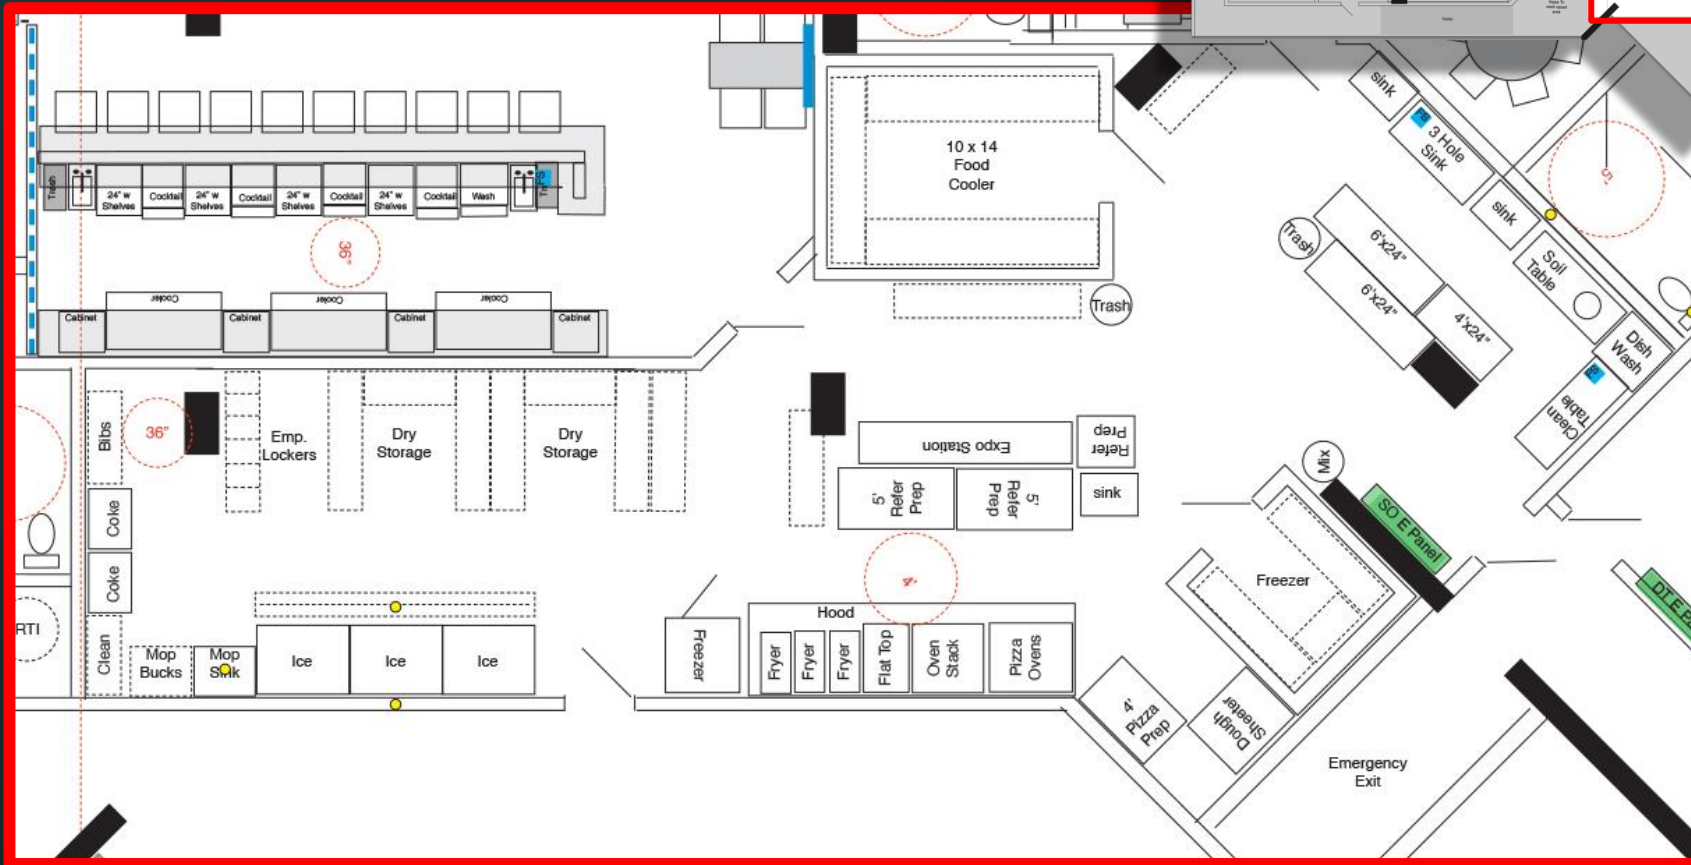 10 x 14
Food
Cooler
sink
FS
3 Hole
Sink
sink
Soil
Table
Dish
Wash
FS
Clean
Table
5'
Trash
6'x24"
6'x24"
4'x24"
Trash
24" w
Shelves
Cocktail
24" w
Shelves
Cocktail
24" w
Shelves
Cocktail
24" w
Shelves
Cocktail
Wash
FS
36"
Cooler
Cooler
Cooler
Cabinet
Cabinet
Cabinet
Cabinet
Trash
Bibs
36"
Emp.
Lockers
Dry
Storage
Dry
Storage
Expo Station
Refer
Prep
5'
Refer
Prep
5'
Refer
Prep
sink
Mix
SO E Panel
Coke
Coke
4'
Freezer
DT E
RTI
Clean
Mop
Bucks
Mop
Sink
Ice
Ice
Ice
Freezer
Hood
Fryer
Fryer
Fryer
Flat Top
Oven
Stack
Pizza
Ovens
4'
Pizza
Prep
Dough
Sheeter
Emergency
Exit